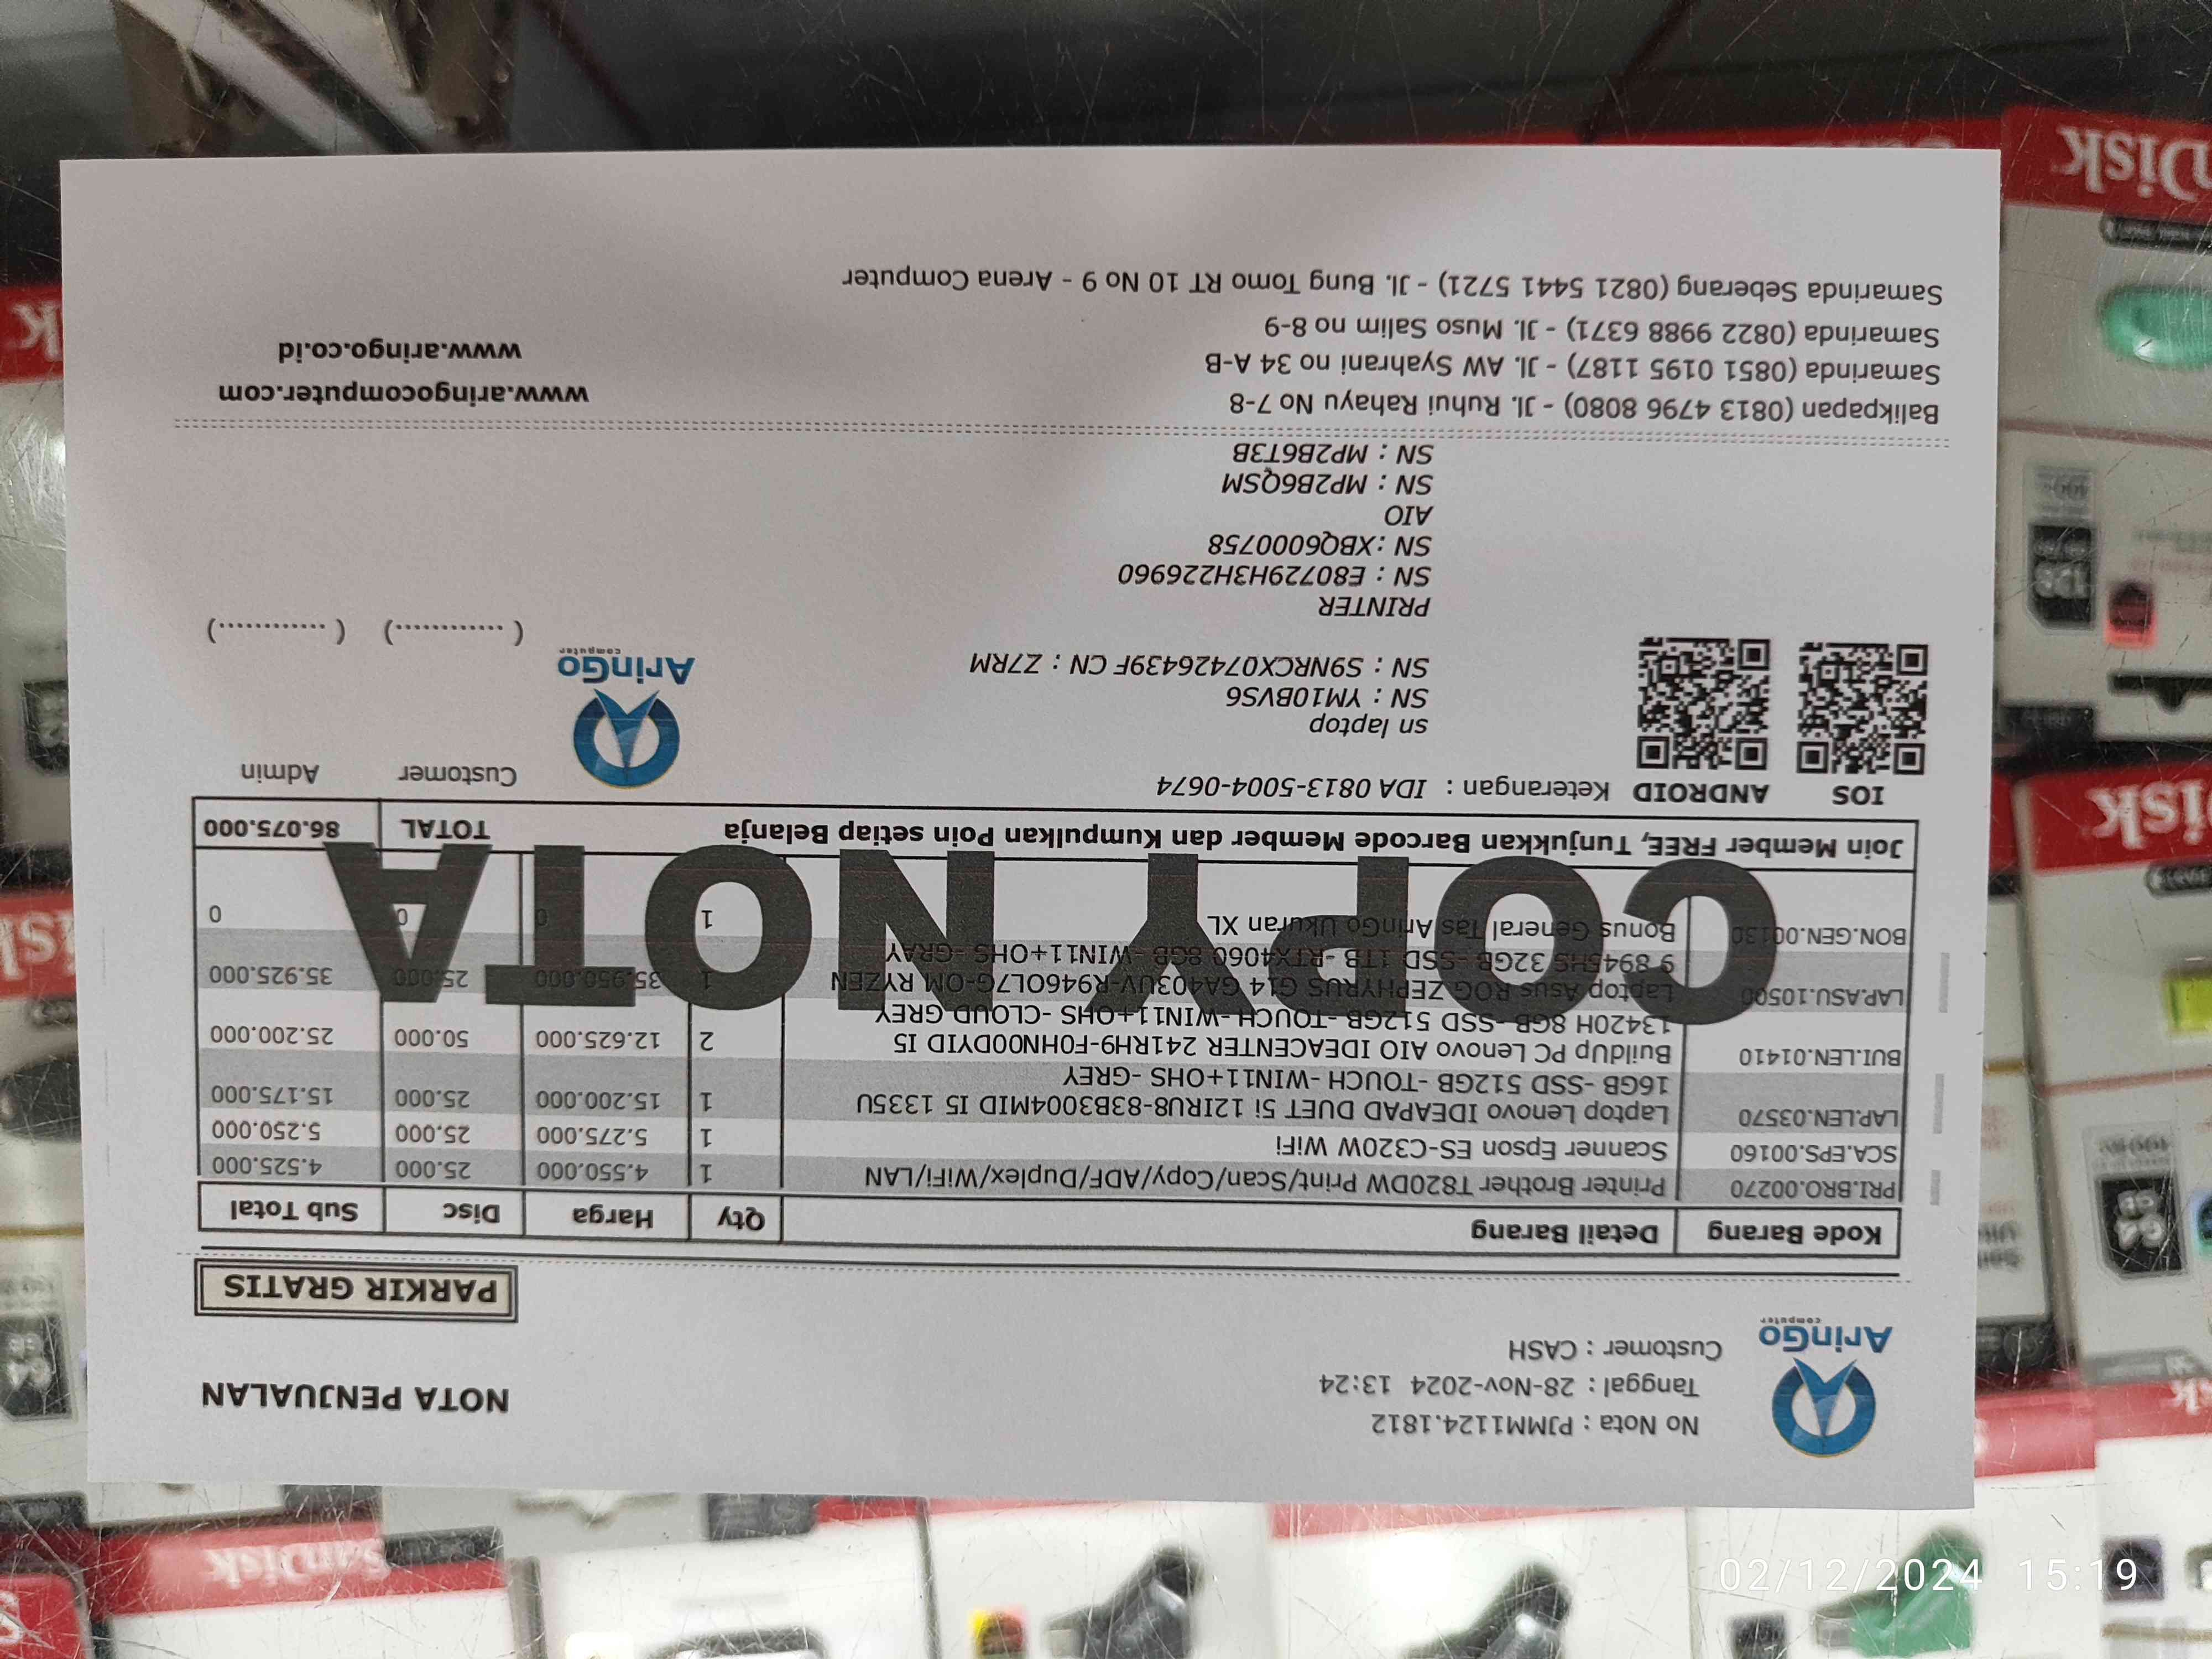 ArinGo
computer
No Nota : PJMM1124.1812
Tanggal : 28-Nov-2024 13:24
Customer : CASH
NOTA PENJUALAN
PARKIR GRATIS
Kode Barang Detail Barang Qty Harga Disc Sub Total
PRI.BRO.00270 Printer Brother T820DW Print/Scan/Copy//ADF/Duplex/WiFi/LAN 1 4.550.000 25.000 4.525.000
SCA.EPS.00160 Scanner Epson ES-C320W WiFi 1 5.275.000 25.000 5.250.000
LAP.LEN.03570 Laptop Lenovo IDEAPAD DUET 5i 12IRU8-83B3004MID I5 1335U 1 15.200.000 25.000 15.175.000
16GB -SSD 512GB -TOUCH -WIN11+OHS -GREY
BUI.LEN.01410 BuildUp PC Lenovo AIO IDEACENTER 241RH9-F0HN00DYID I5 2 12.625.000 50.000 25.200.000
13420H 8GB -SSD 512GB -TOUCH -WIN11+OHS -CLOUD GREY
LAP.ASU.10500 Laptop Asus ROG ZEPHYRUS G14 GA403UV-R946OL7G-OM RYZEN 1 35.950.000 25.000 35.925.000
9 8945HS 32GB -SSD 1TB -RTX4060 8GB -WIN11+OHS -GRAY
BON.GEN.00130 Bonus General Tas AringGo Ukuran XL 1 0 0 0
COPY NOTA
Join Member FREE, Tunjukkan Barcode Member dan Kumpulkan Poin setiap Belanja TOTAL 86.075.000
IOS ANDROID Keterangan : IDA 0813-5004-0674
Customer Admin
sn laptop
SN : YM10BVS6
SN : S9NRCX07426439F CN : Z7RM
ArinGo
computer
( .............) ( .............)
PRINTER
SN : E80729H3H226960
SN : XBQ6000758
AIO
SN : MP2B6QSM
SN : MP2B6T3B
Balikpapan (0813 4796 8080) - Jl. Ruhui Rahayu No 7-8
Samarinda (0851 0195 1187) - Jl. AW Syahrani no 34 A-B
Samarinda (0822 9988 6371) - Jl. Muso Salim no 8-9
Samarinda Seberang (0821 5441 5721) - Jl. Bung Tomo RT 10 No 9 - Arena Computer
www.aringocomputer.com
www.aringo.co.id
SanDisk
02/12/2024 15:19